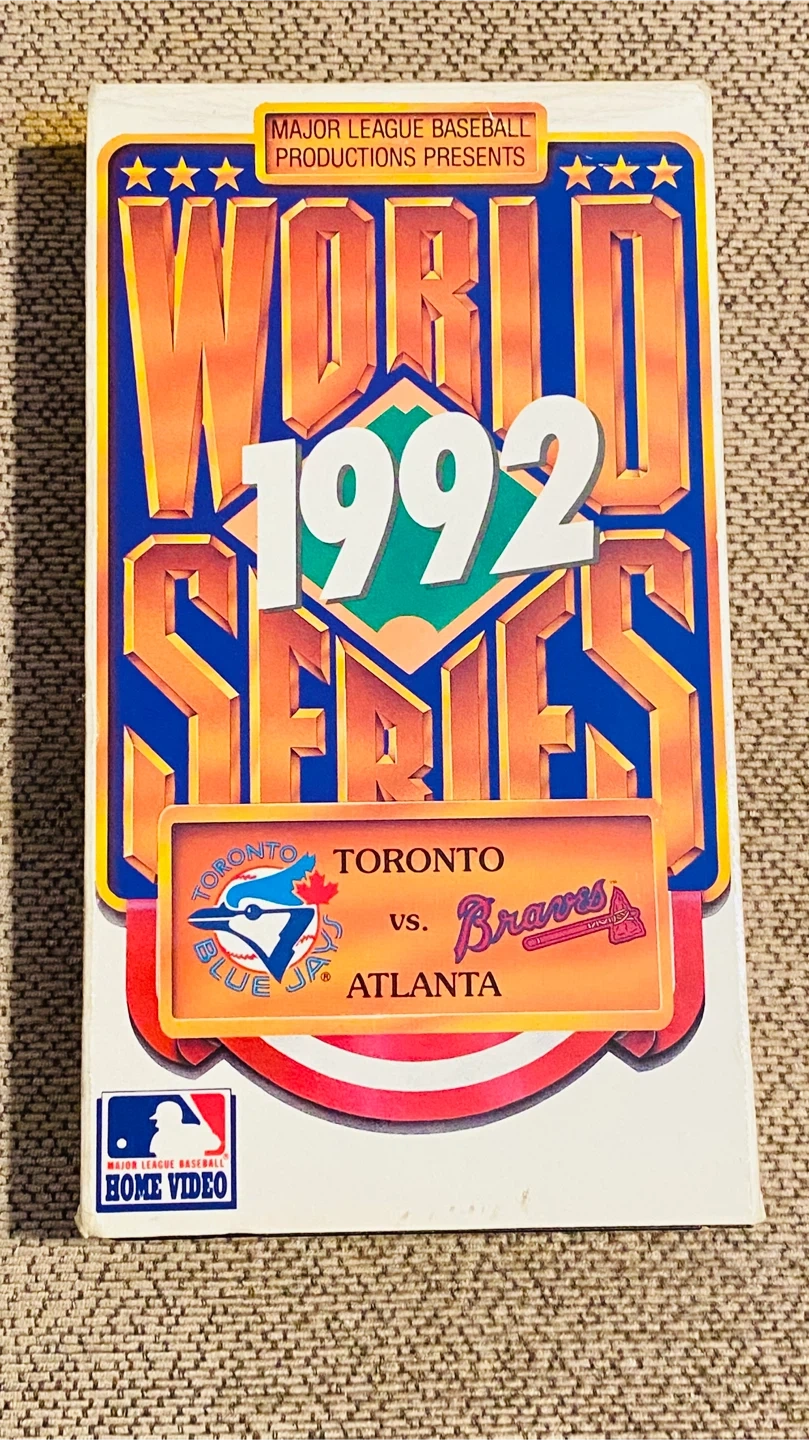 MAJOR LEAGUE BASEBALL
PRODUCTIONS PRESENTS
WORLD
1992
SERIES
TORONTO
BLUE JAYS®
TORONTO
vs.
ATLANTA
Braves™
MAJOR LEAGUE BASEBALL®
HOME VIDEO